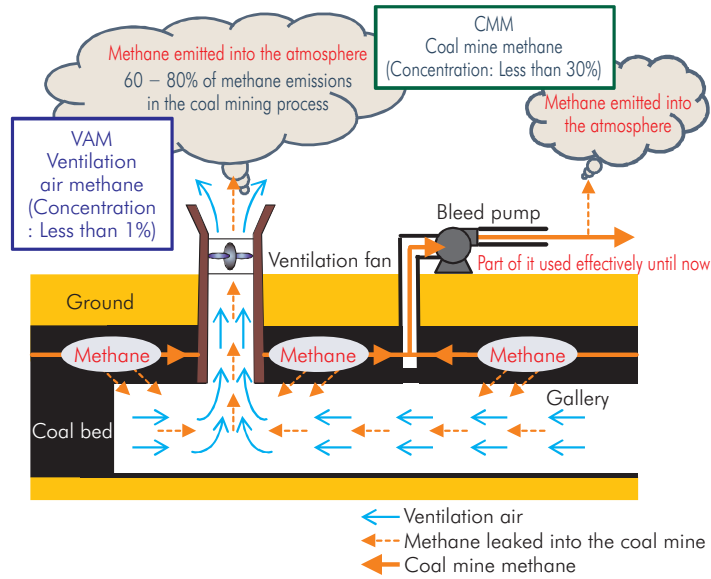 CMM
Coal mine methane
(Concentration: Less than 30%)
Methane emitted into the atmosphere
60 – 80% of methane emissions
in the coal mining process
Methane emitted into
the atmosphere
VAM
Ventilation
air methane
(Concentration
: Less than 1%)
Bleed pump
Ventilation fan
Part of it used effectively until now
Ground
Methane
Methane
Methane
Gallery
Coal bed
Ventilation air
Methane leaked into the coal mine
Coal mine methane